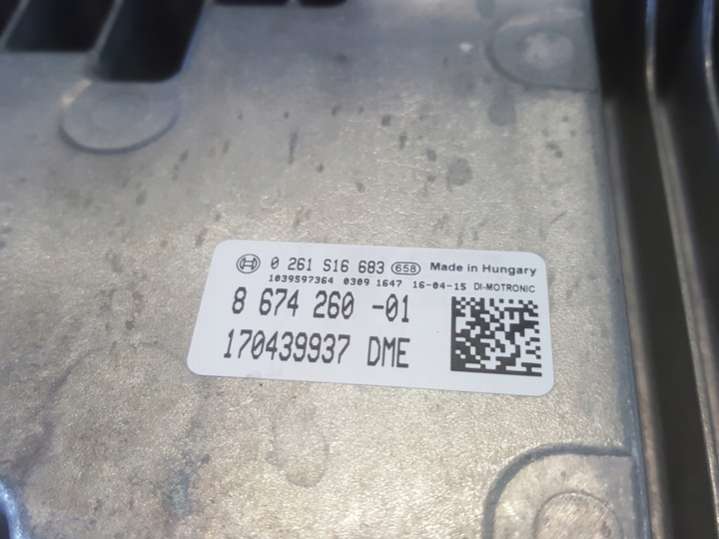 0 261 S16 683 658 Made in Hungary
1039597364 0309 1647 16-04-15 DI-MOTRONIC
8 674 260 -01
170439937 DME